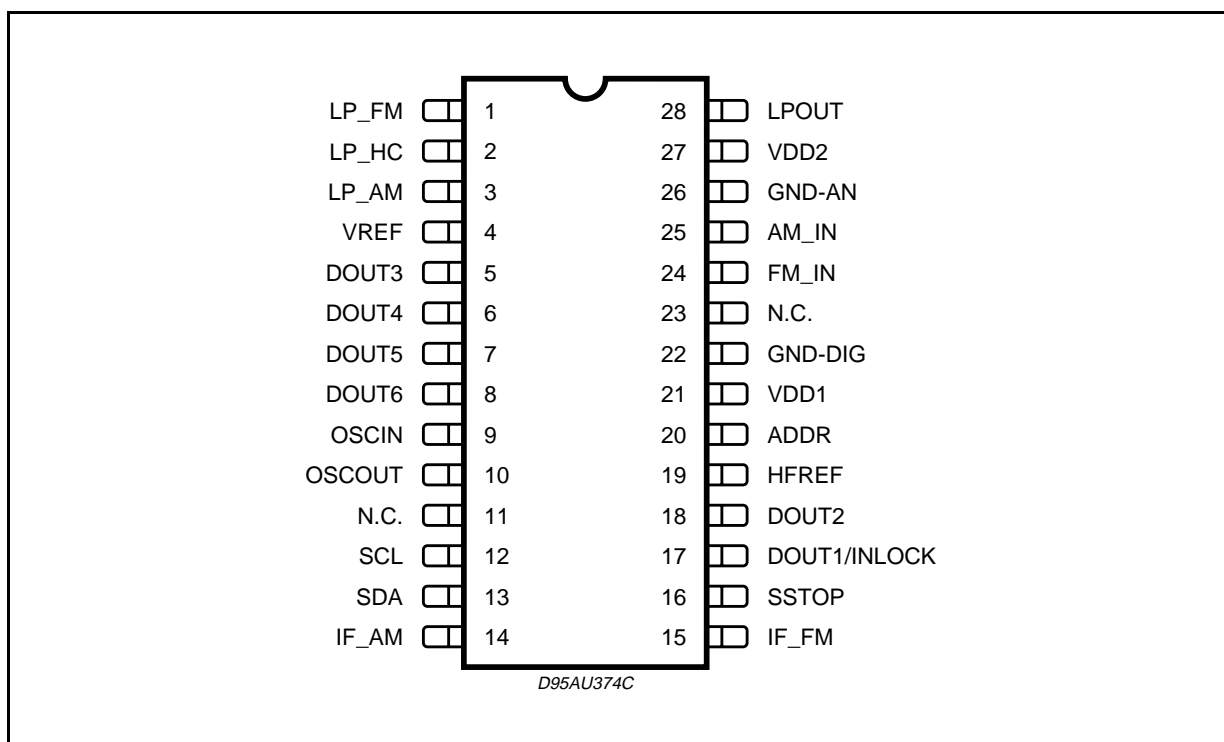 LP_FM 1 28 LPOUT
LP_HC 2 27 VDD2
LP_AM 3 26 GND-AN
VREF 4 25 AM_IN
DOUT3 5 24 FM_IN
DOUT4 6 23 N.C.
DOUT5 7 22 GND-DIG
DOUT6 8 21 VDD1
OSCIN 9 20 ADDR
OSCOUT 10 19 HFREF
N.C. 11 18 DOUT2
SCL 12 17 DOUT1/INLOCK
SDA 13 16 SSTOP
IF_AM 14 15 IF_FM
D95AU374C